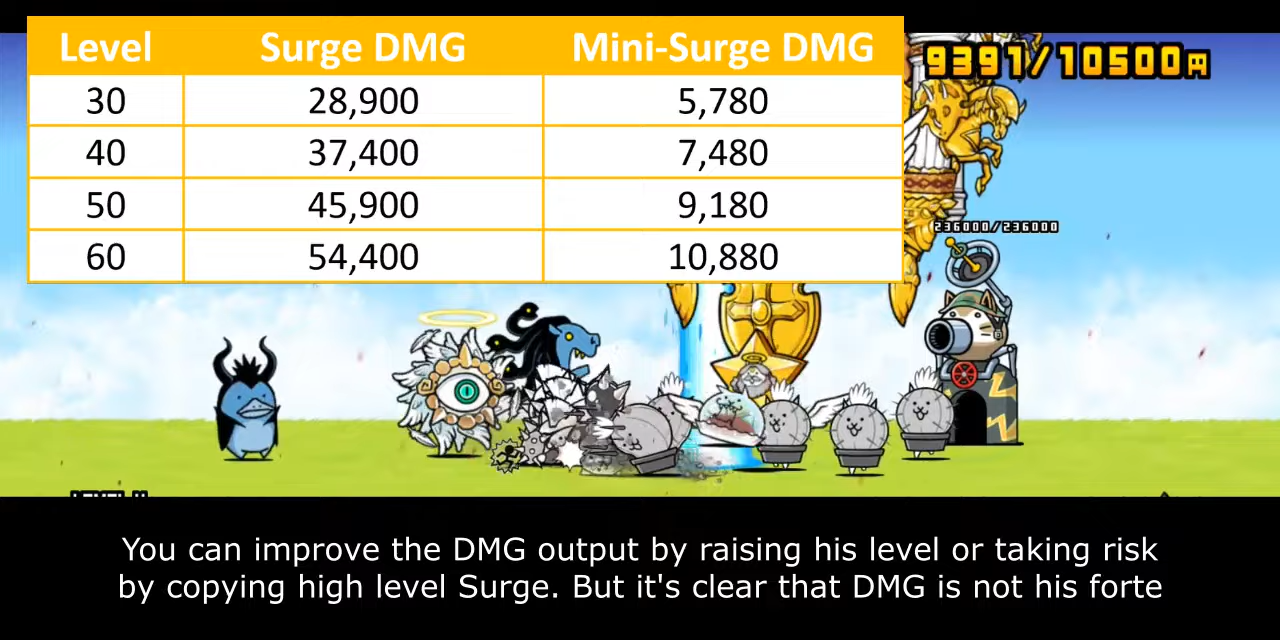 Level Surge DMG Mini-Surge DMG
30 28,900 5,780
40 37,400 7,480
50 45,900 9,180
60 54,400 10,880
9391/10500円
236000/236000
You can improve the DMG output by raising his level or taking risk
by copying high level Surge. But it's clear that DMG is not his forte